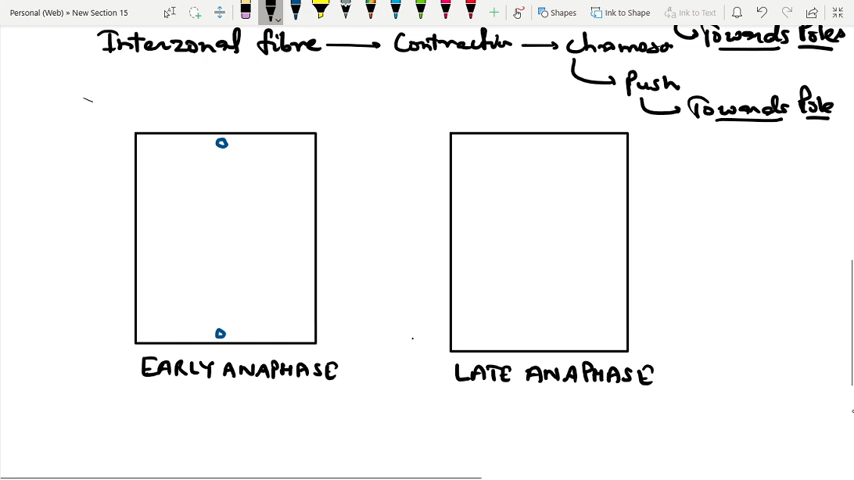 Personal (Web) » New Section 15
Shapes
Ink to Shape
Ink to Text
Towards Poles
Interzonal fibre → Contraction → Chromoso
Push
Towards Pole
EARLY ANAPHASE
LATE ANAPHASE